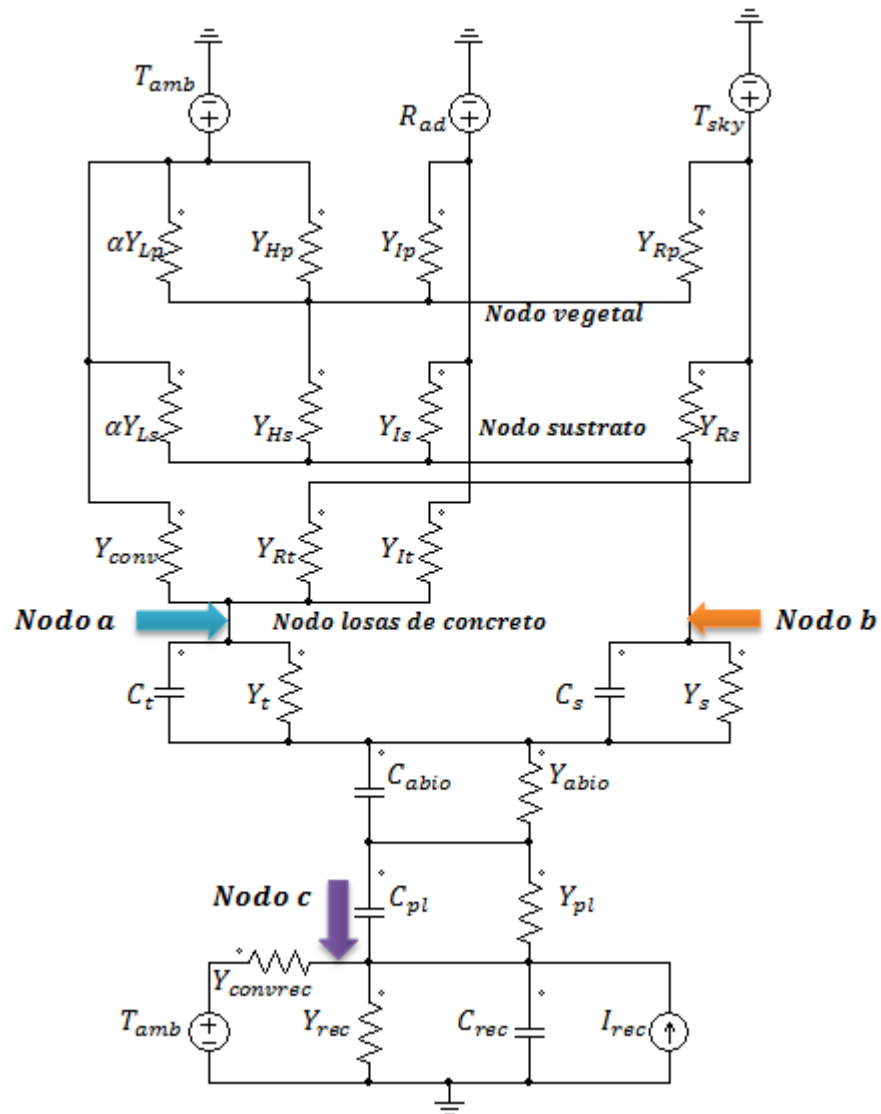 T_amb
R_ad
T_sky
αY_Lp
Y_Hp
Y_Ip
Y_Rp
Nodo vegetal
αY_Ls
Y_Hs
Y_Is
Nodo sustrato
Y_Rs
Y_conv
Y_Rt
Y_It
Nodo a
Nodo losas de concreto
Nodo b
C_t
Y_t
C_s
Y_s
C_abio
Y_abio
Nodo c
C_pl
Y_pl
Y_convrec
T_amb
Y_rec
C_rec
I_rec